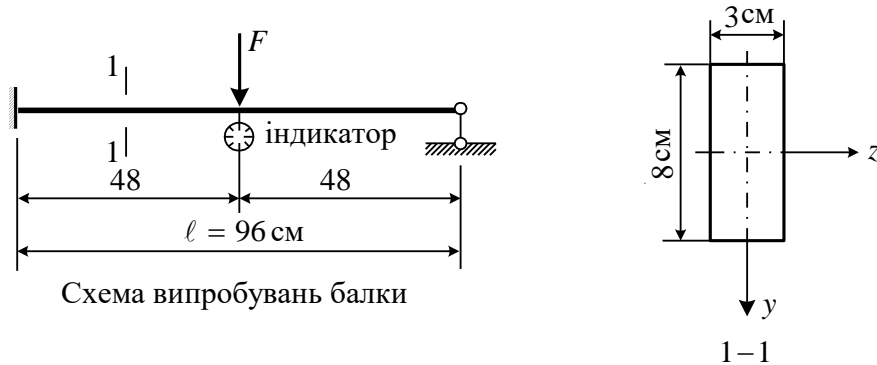 F
1
1
індикатор
48
48
ℓ = 96 см
Схема випробувань балки
3см
8см
z
y
1–1